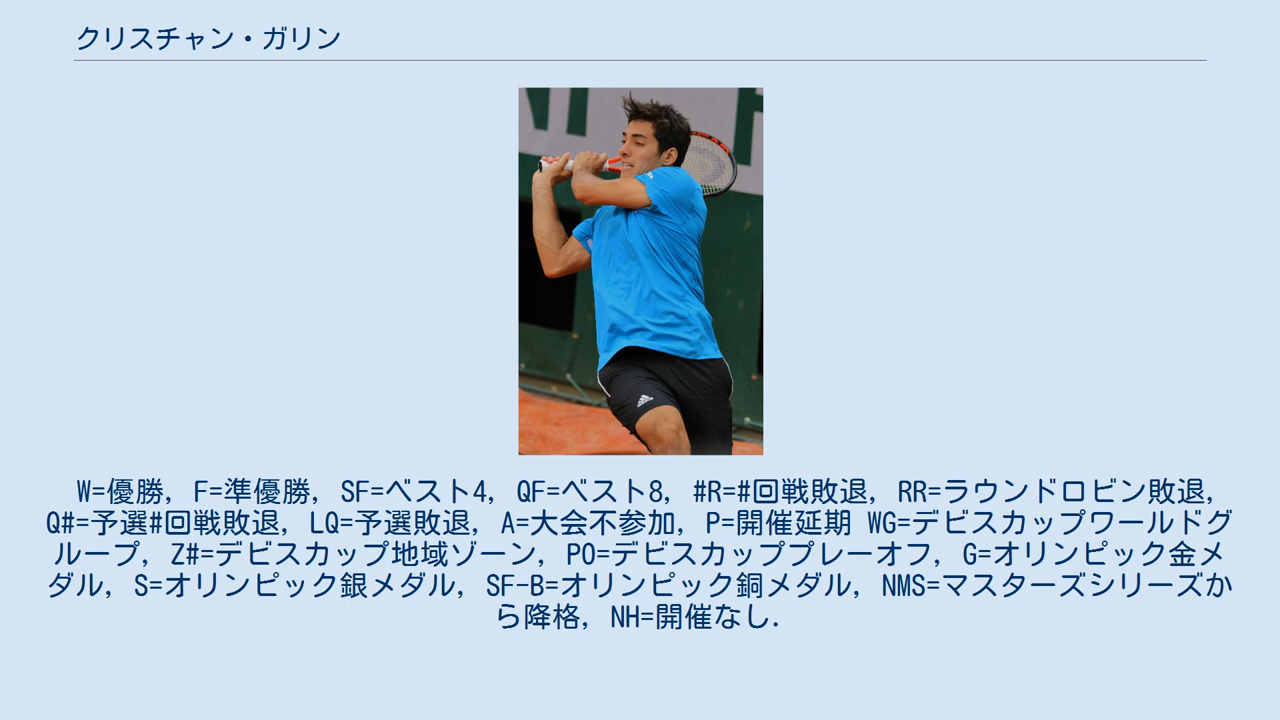 クリスチャン・ガリン
W=優勝, F=準優勝, SF=ベスト4, QF=ベスト8, #R=#回戦敗退, RR=ラウンドロビン敗退,
Q#=予選#回戦敗退, LQ=予選敗退, A=大会不参加, P=開催延期 WG=デビスカップワールドグ
ループ, Z#=デビスカップ地域ゾーン, PO=デビスカッププレーオフ, G=オリンピック金メ
ダル, S=オリンピック銀メダル, SF-B=オリンピック銅メダル, NMS=マスターズシリーズか
ら降格, NH=開催なし.